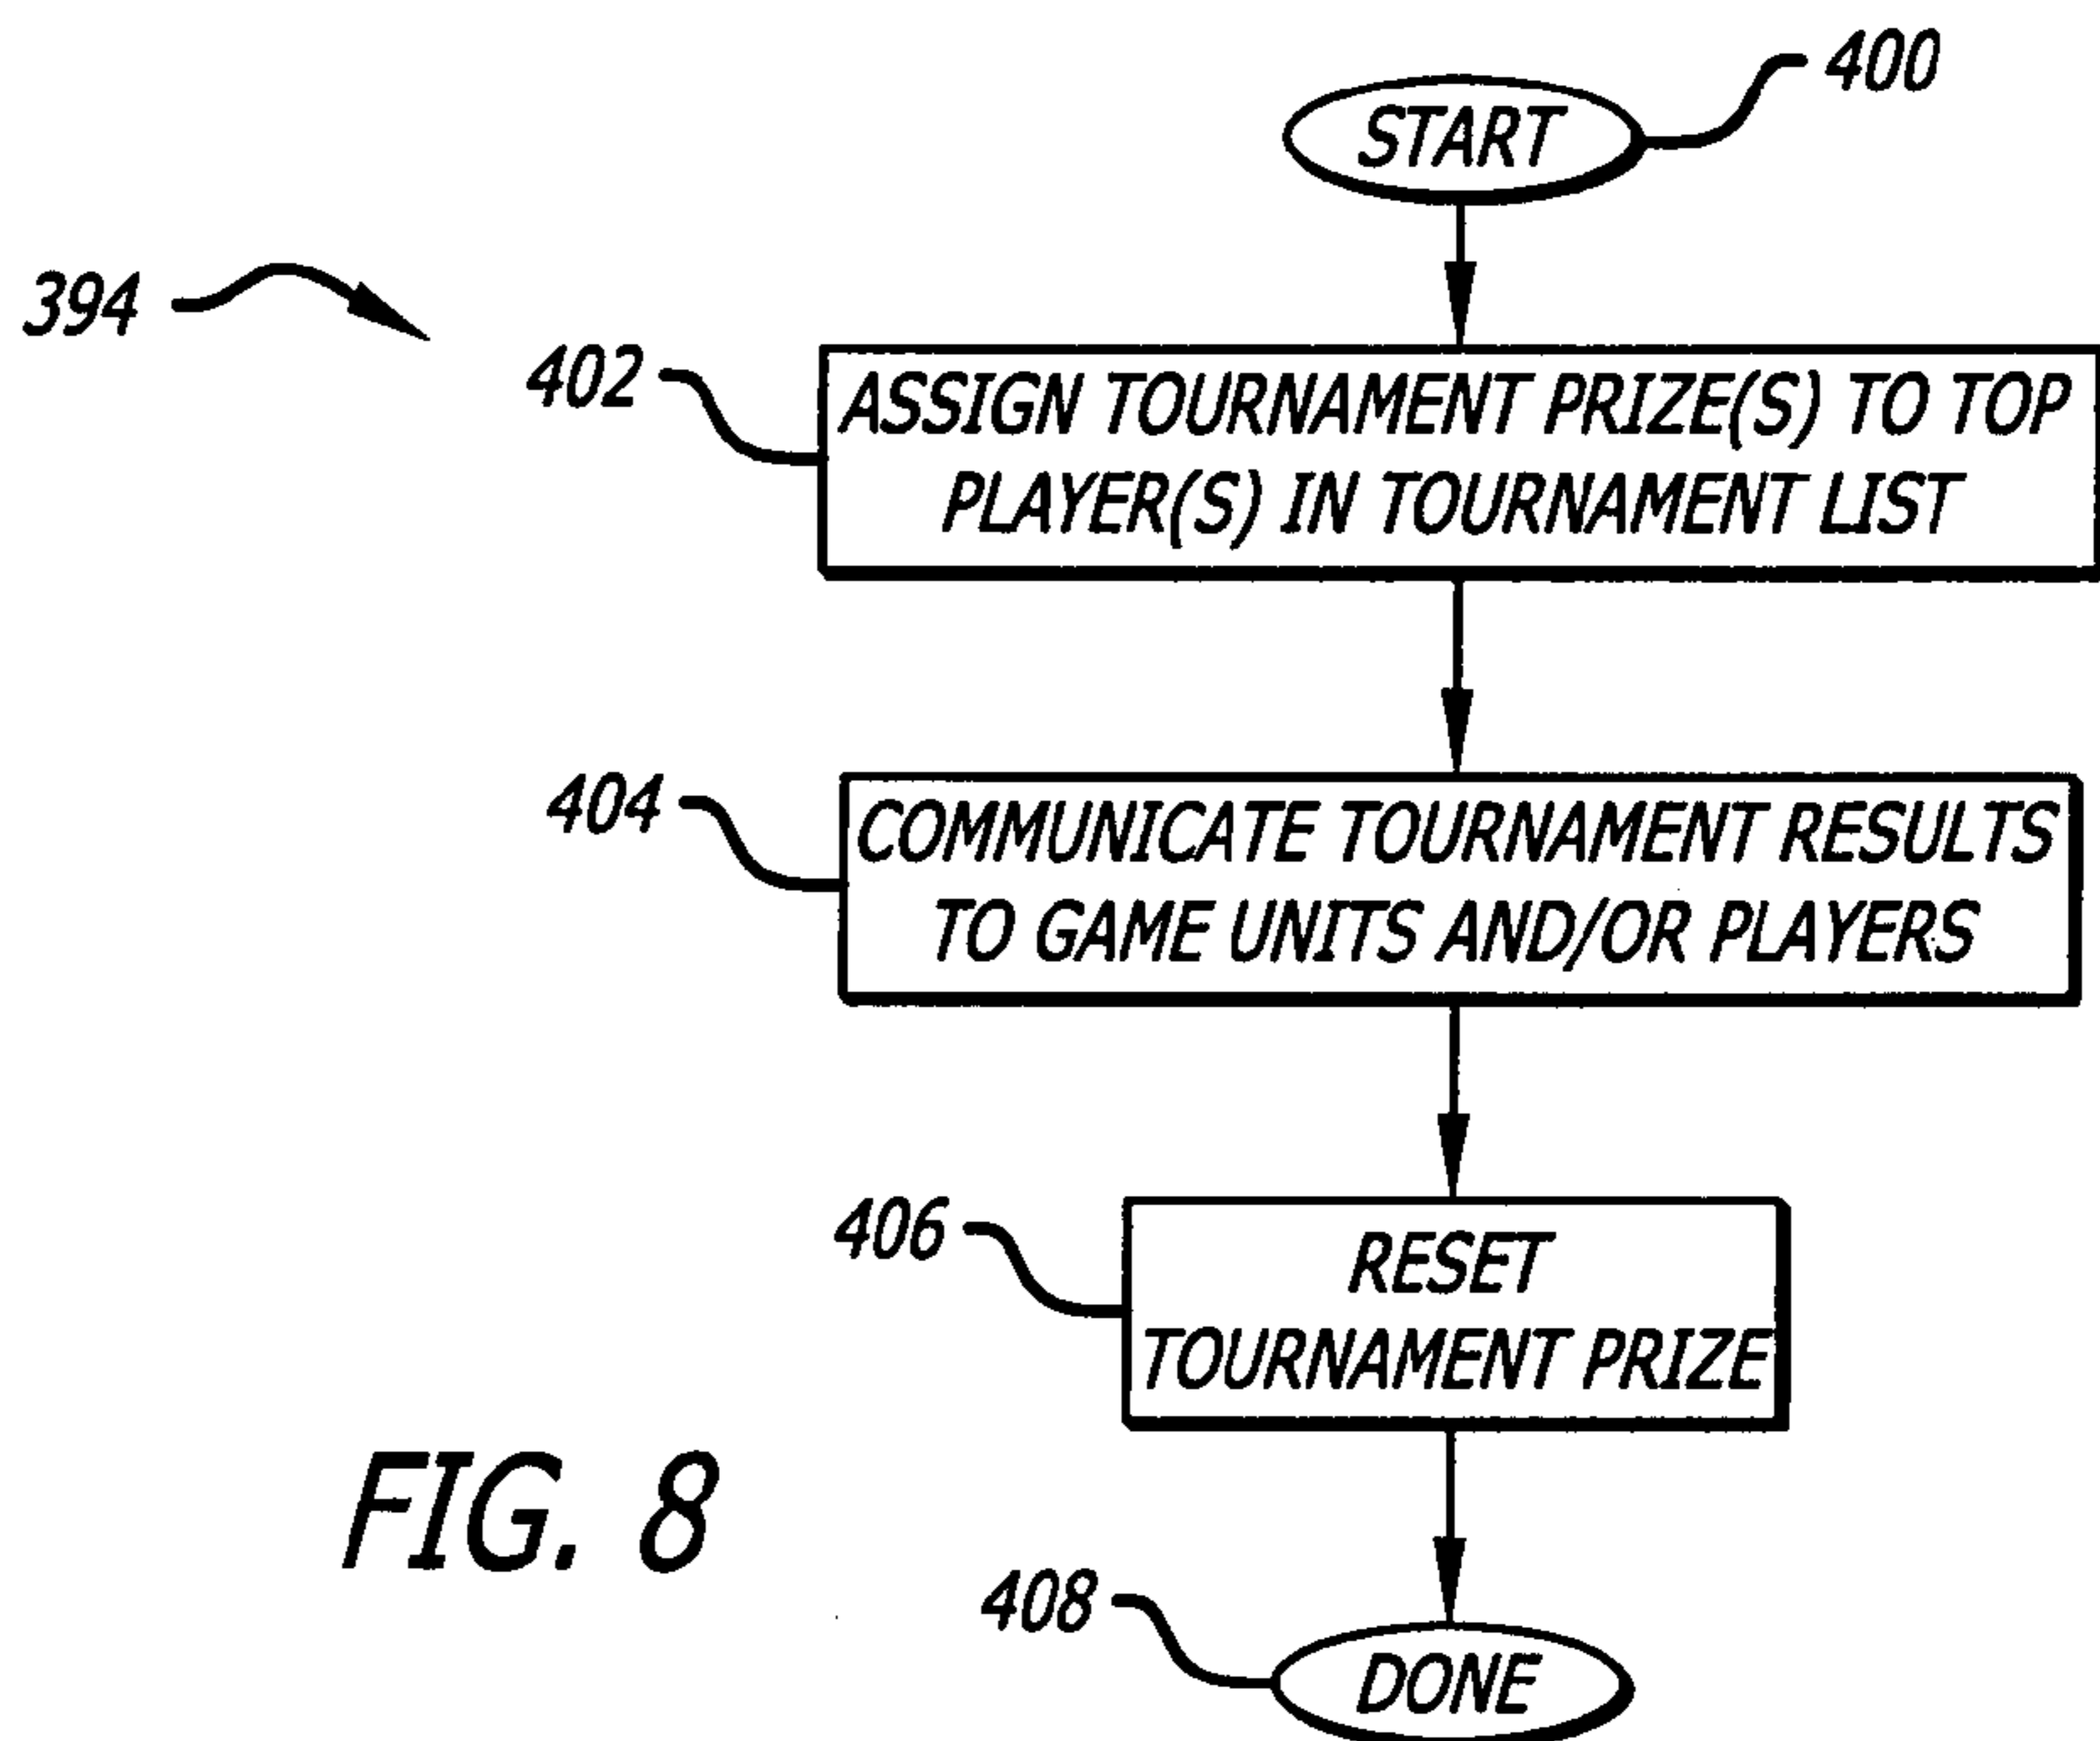 400
START
394
402
ASSIGN TOURNAMENT PRIZE(S) TO TOP
PLAYER(S) IN TOURNAMENT LIST
404
COMMUNICATE TOURNAMENT RESULTS
TO GAME UNITS AND/OR PLAYERS
406
RESET
TOURNAMENT PRIZE
FIG. 8
408
DONE